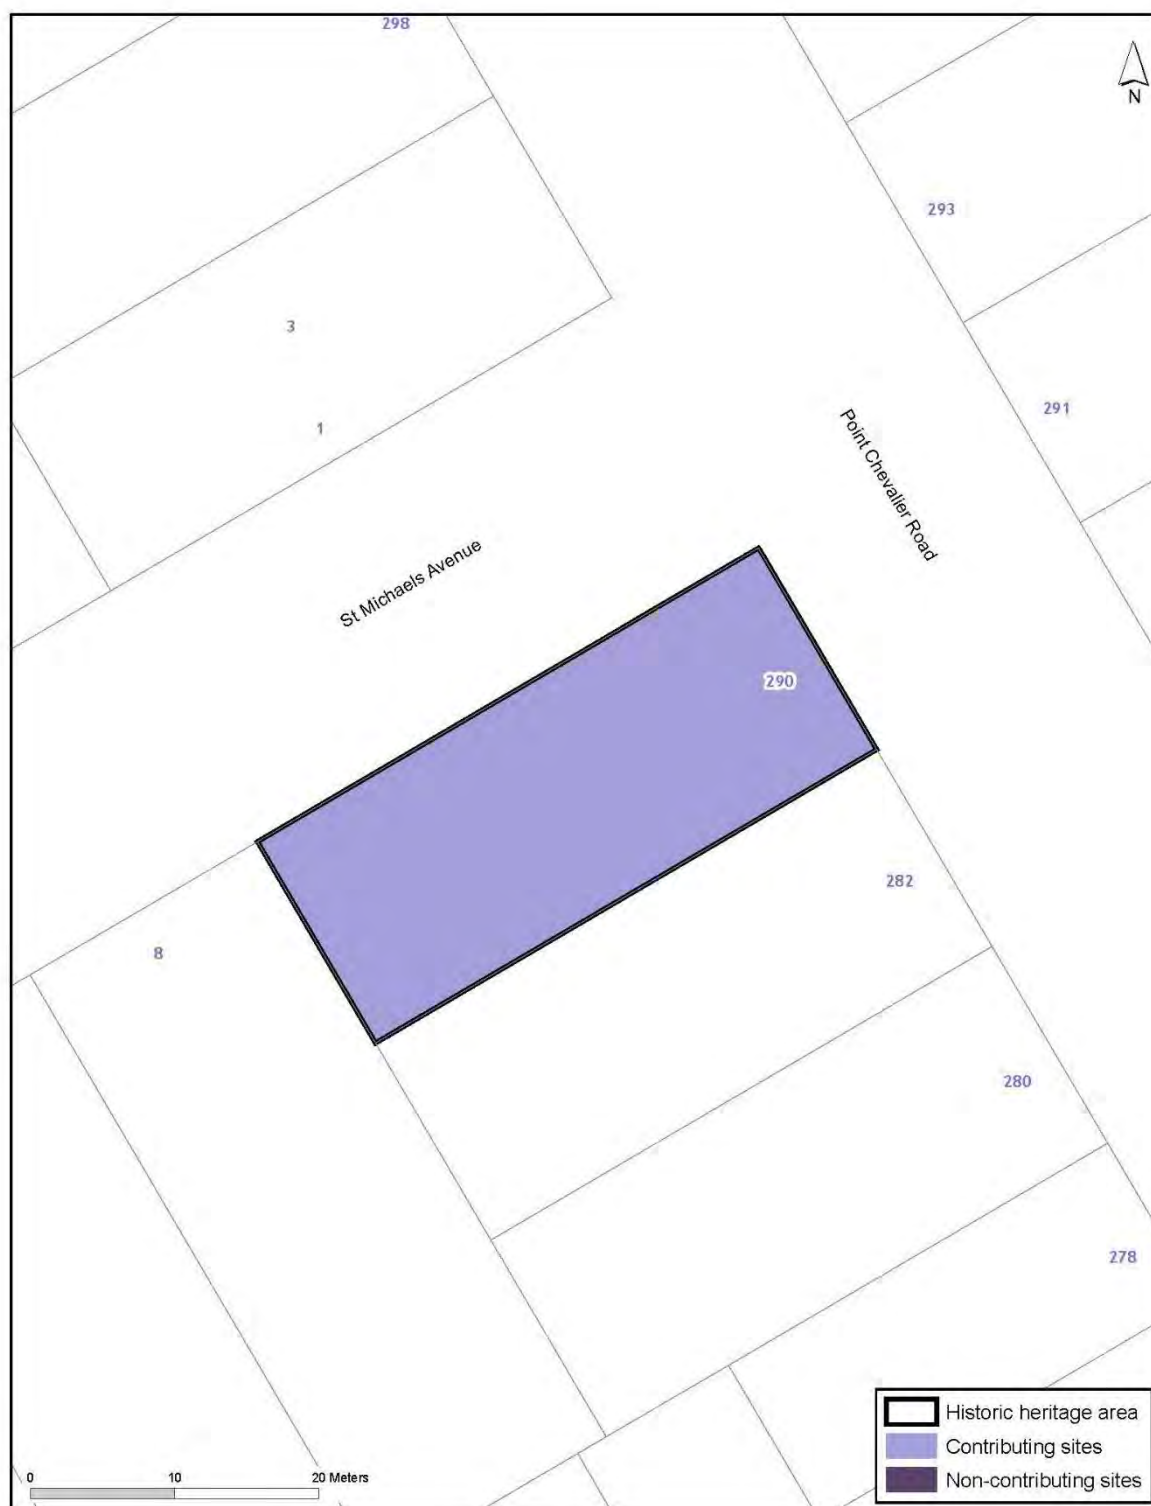 298
N
293
3
291
1
Point Chevalier Road
St Michaels Avenue
290
282
8
280
278
Historic heritage area
Contributing sites
Non-contributing sites
0 10 20 Meters